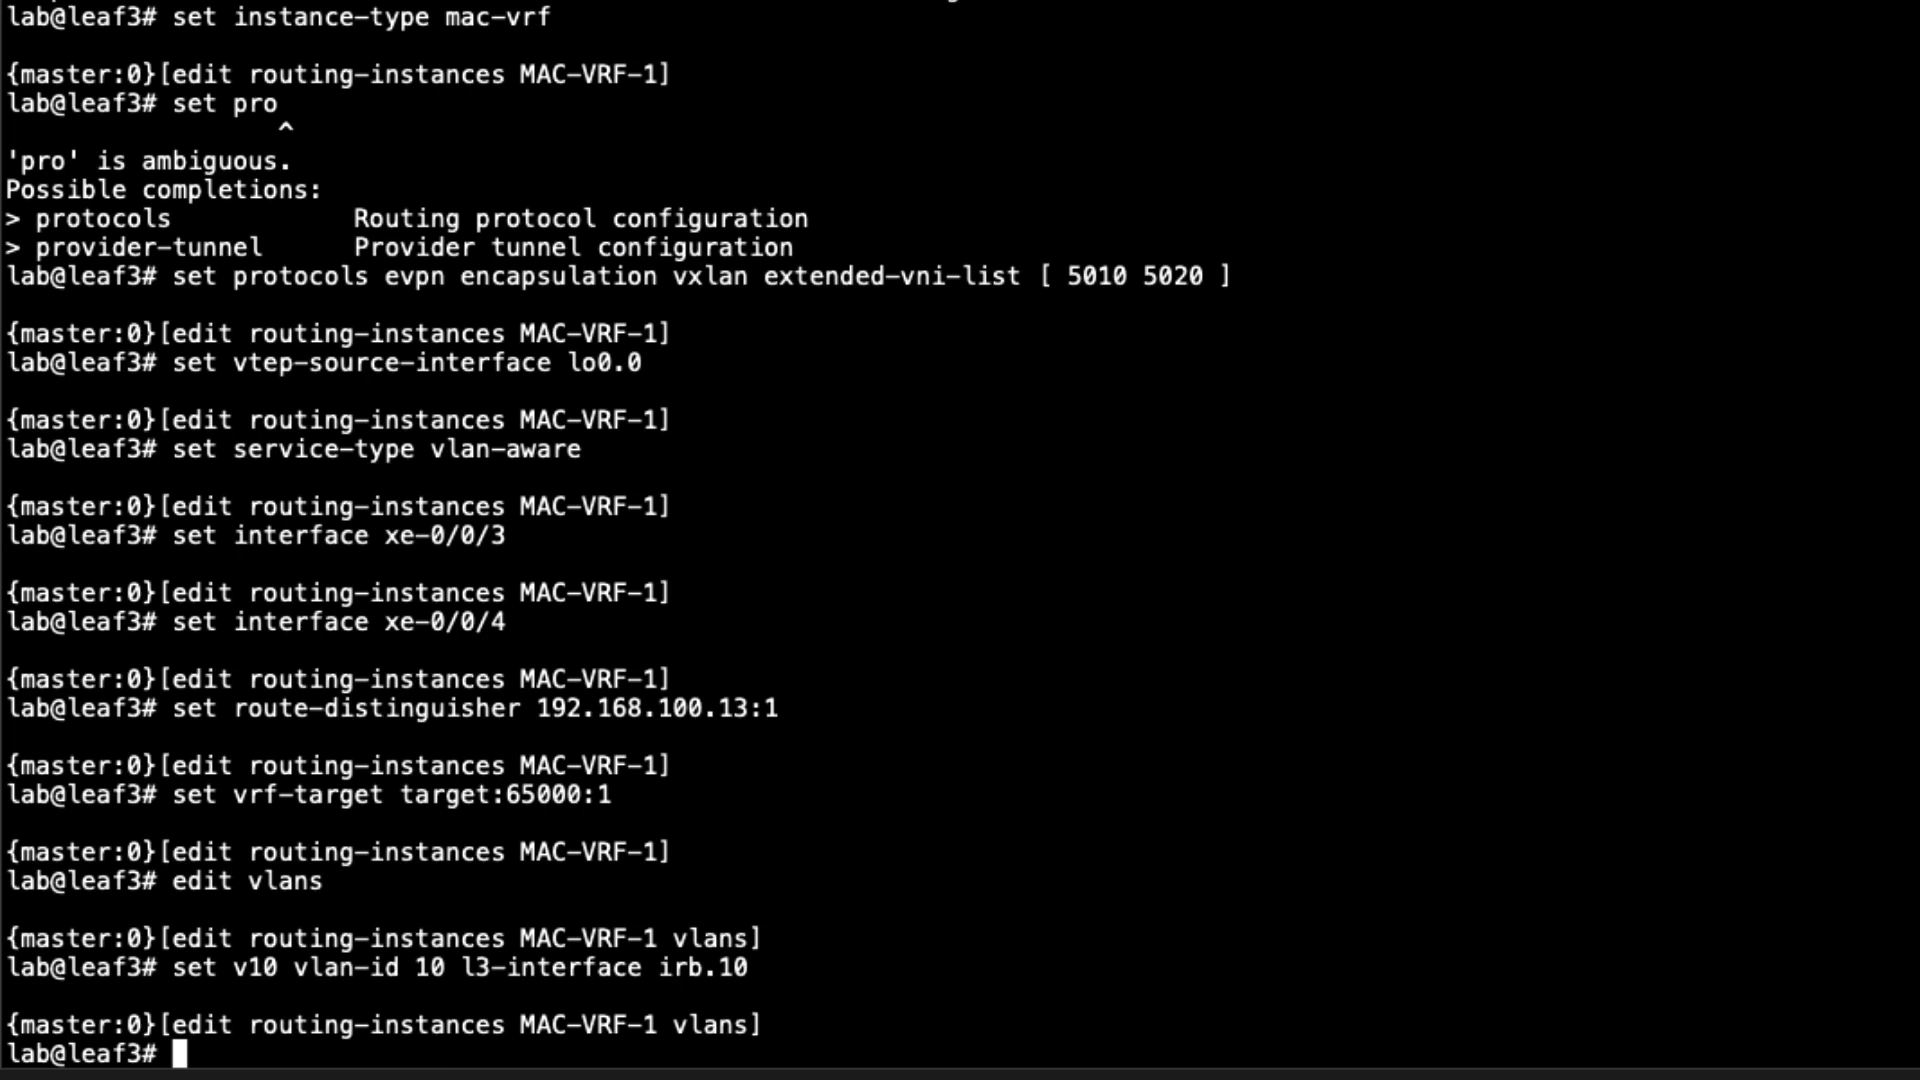 lab@leaf3# set instance-type mac-vrf
{master:0}[edit routing-instances MAC-VRF-1]
lab@leaf3# set pro
^
'pro' is ambiguous.
Possible completions:
> protocols            Routing protocol configuration
> provider-tunnel      Provider tunnel configuration
lab@leaf3# set protocols evpn encapsulation vxlan extended-vni-list [ 5010 5020 ]
{master:0}[edit routing-instances MAC-VRF-1]
lab@leaf3# set vtep-source-interface lo0.0
{master:0}[edit routing-instances MAC-VRF-1]
lab@leaf3# set service-type vlan-aware
{master:0}[edit routing-instances MAC-VRF-1]
lab@leaf3# set interface xe-0/0/3
{master:0}[edit routing-instances MAC-VRF-1]
lab@leaf3# set interface xe-0/0/4
{master:0}[edit routing-instances MAC-VRF-1]
lab@leaf3# set route-distinguisher 192.168.100.13:1
{master:0}[edit routing-instances MAC-VRF-1]
lab@leaf3# set vrf-target target:65000:1
{master:0}[edit routing-instances MAC-VRF-1]
lab@leaf3# edit vlans
{master:0}[edit routing-instances MAC-VRF-1 vlans]
lab@leaf3# set v10 vlan-id 10 l3-interface irb.10
{master:0}[edit routing-instances MAC-VRF-1 vlans]
lab@leaf3#